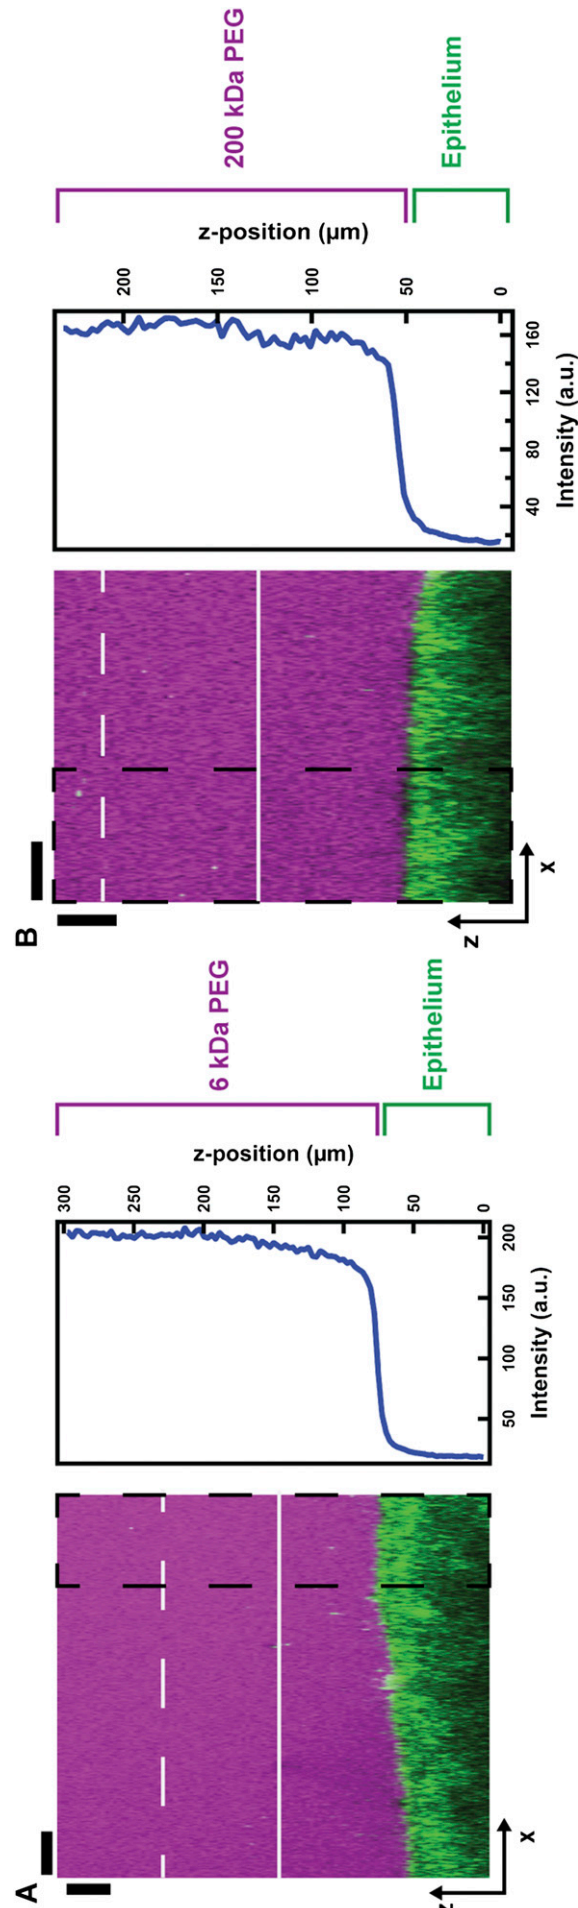 A
z
x
300
250
200
150
100
50
0
z-position (µm)
50
100
150
200
Intensity (a.u.)
6 kDa PEG
Epithelium
B
z
x
200
150
100
50
0
z-position (µm)
40
80
120
160
Intensity (a.u.)
200 kDa PEG
Epithelium